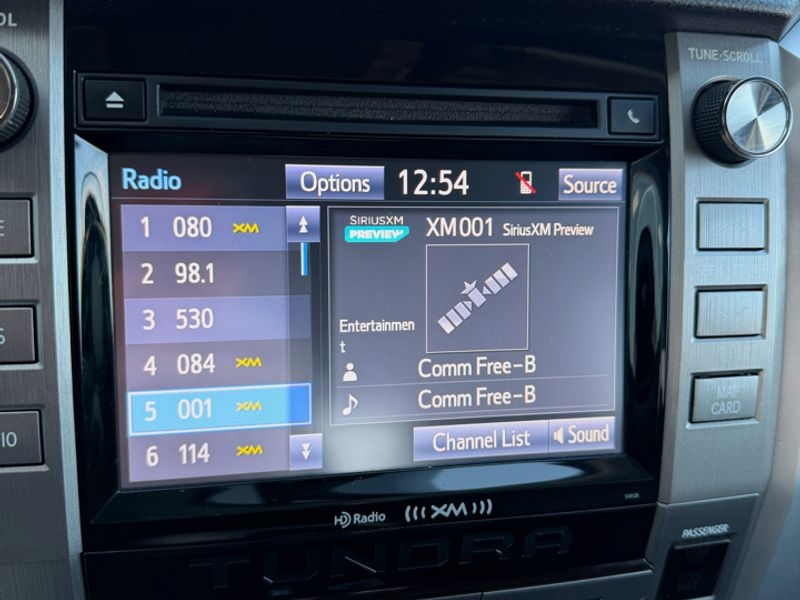 TUNE·SCROLL
Radio
Options
12:54
Source
1 080 XM
2 98.1
3 530
4 084 XM
5 001 XM
6 114 XM
SIRIUSXM
PREVIEW
XM001 SiriusXM Preview
Entertainmen
t
Comm Free-B
Comm Free-B
Channel List
Sound
MAP
CARD
HD Radio
XM
TUNDRA
PASSENGER